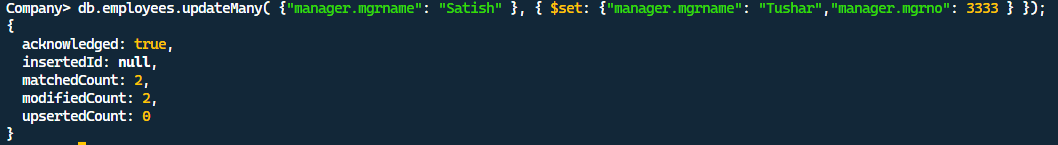 Company> db.employees.updateMany( {"manager.mgrname": "Satish" }, { $set: {"manager.mgrname": "Tushar","manager.mgrno": 3333 } });
{
  acknowledged: true,
  insertedId: null,
  matchedCount: 2,
  modifiedCount: 2,
  upsertedCount: 0
}